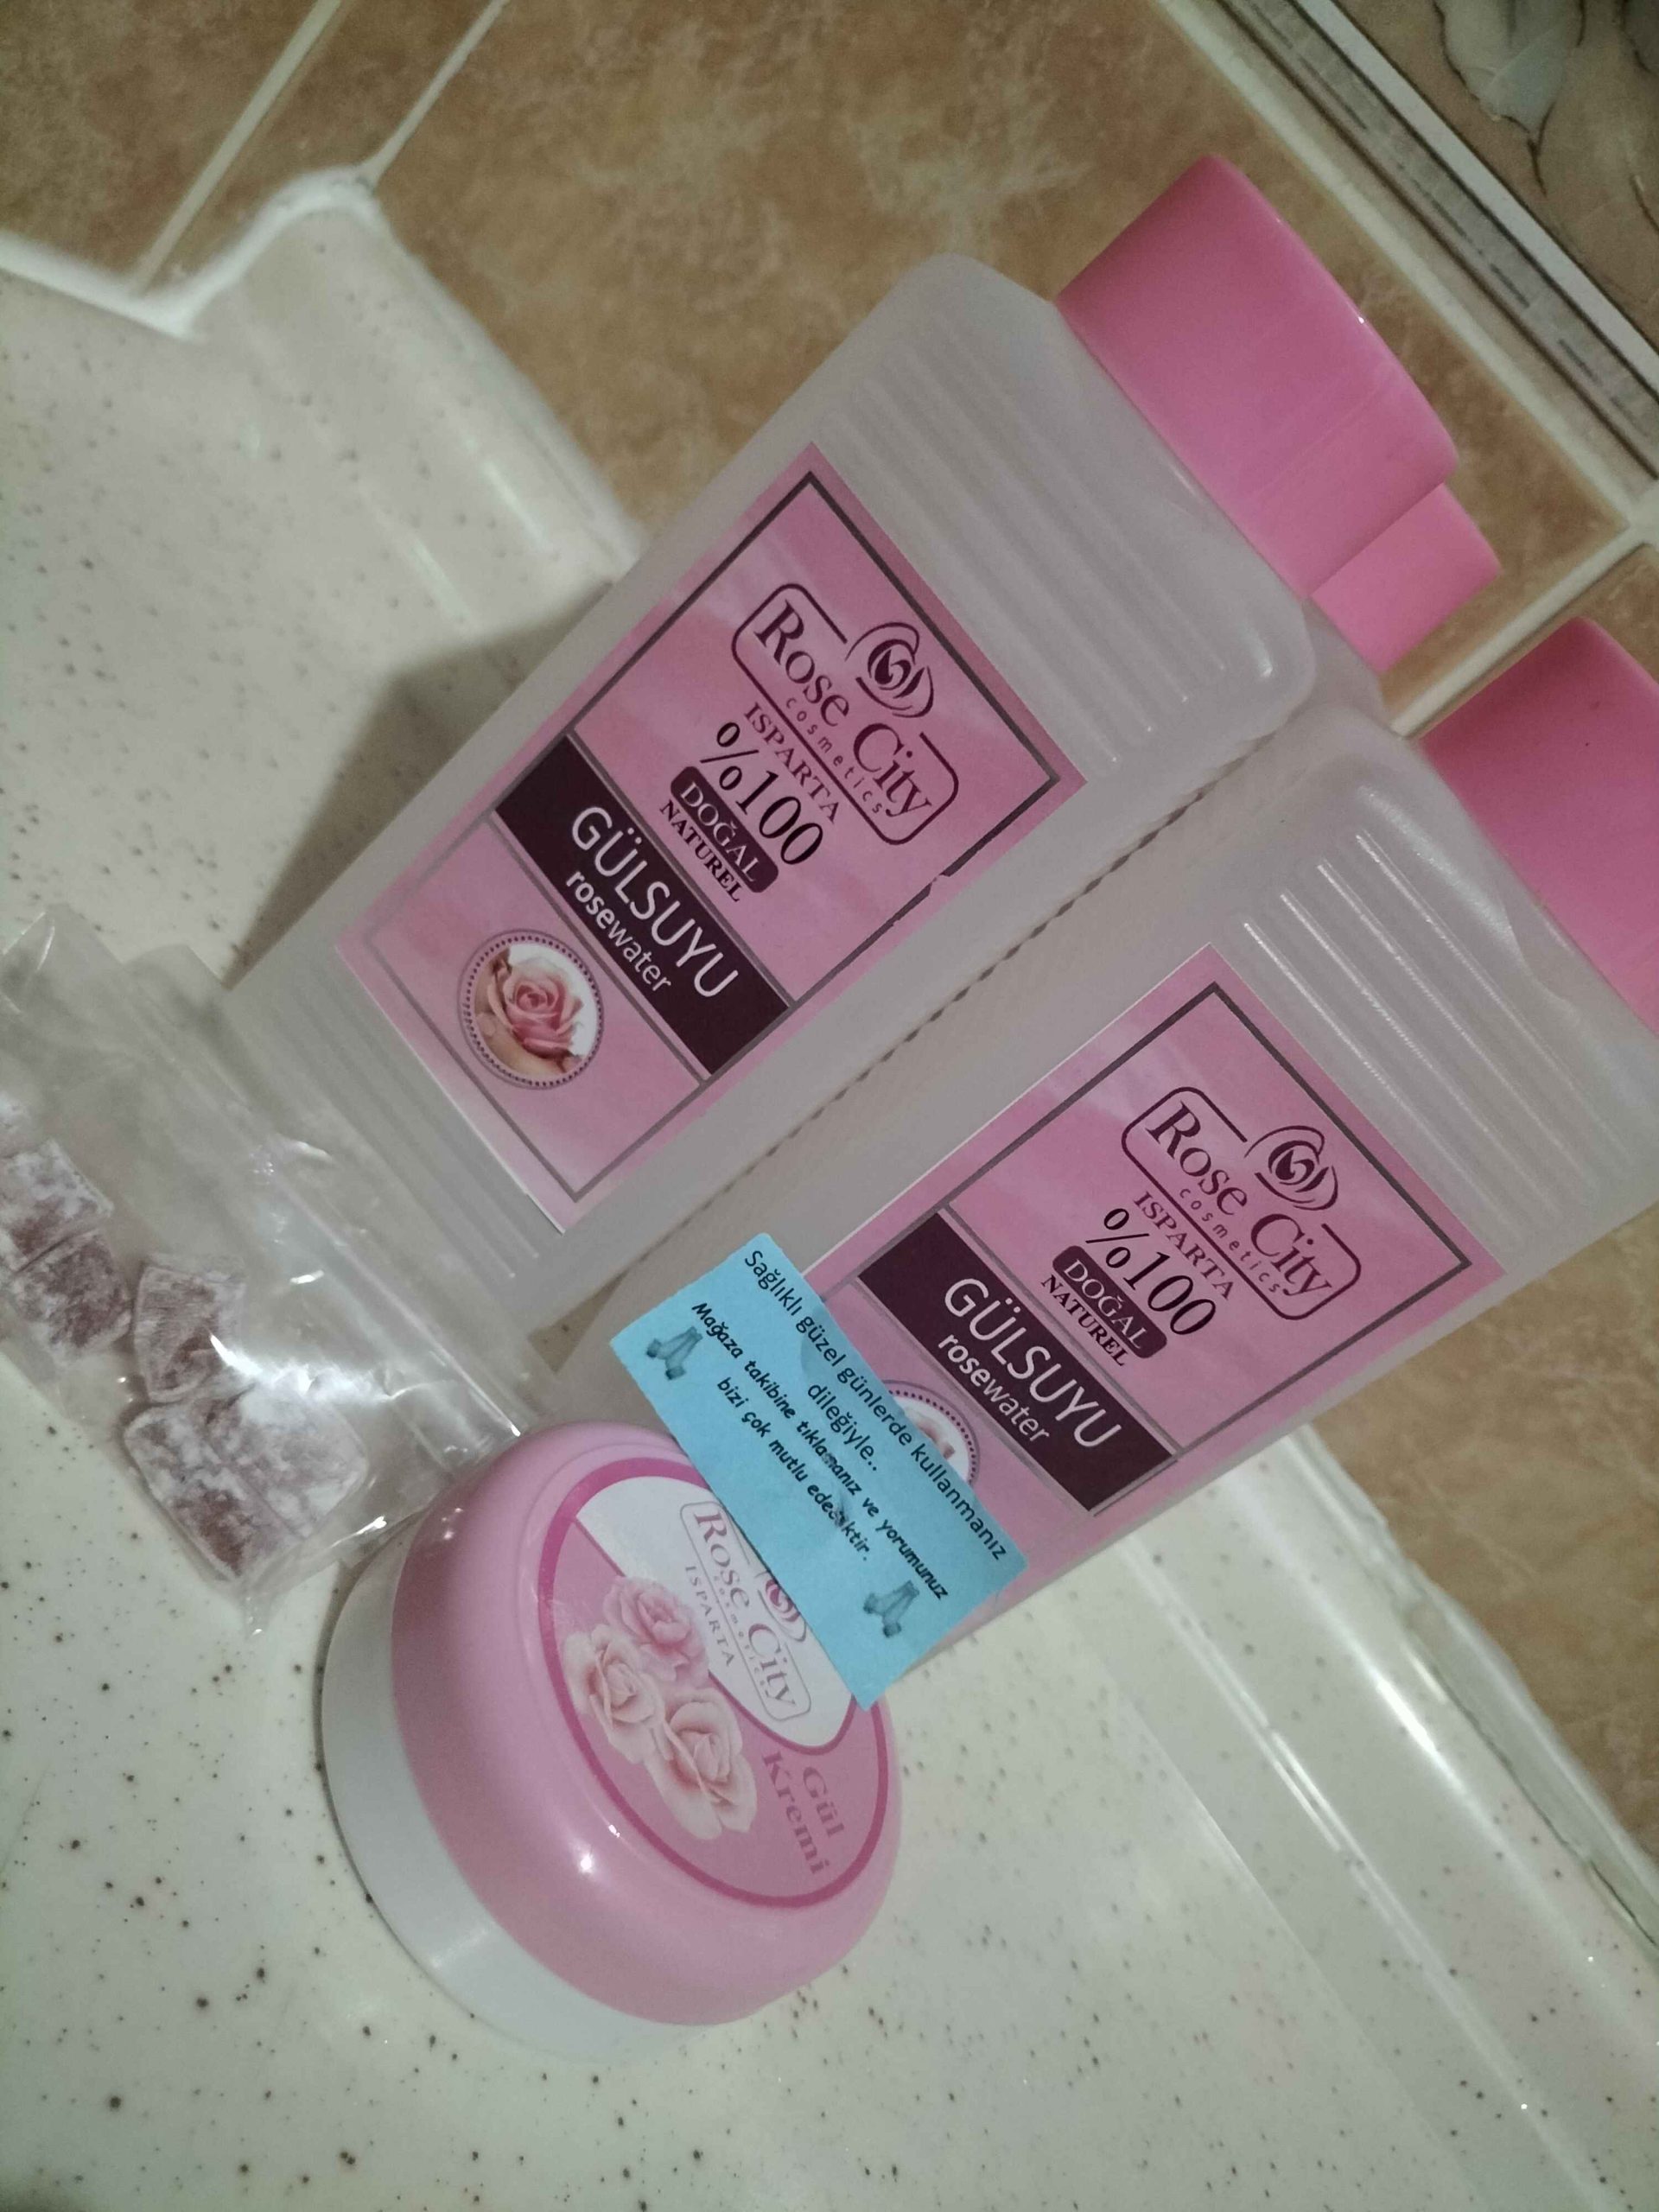 Rose City
cosmetics
ISPARTA
%100
DOĞAL
NATUREL
GÜLSUYU
rosewater
Rose City
cosmetics
ISPARTA
%100
DOĞAL
NATUREL
GÜLSUYU
rosewater
Sağlıklı güzel günlerde kullanmanız
dileğiyle..
Mağaza takibine tıklamanız ve yorumunuz
bizi çok mutlu edecektir.
Rose City
cosmetics
ISPARTA
Gül
Kremi